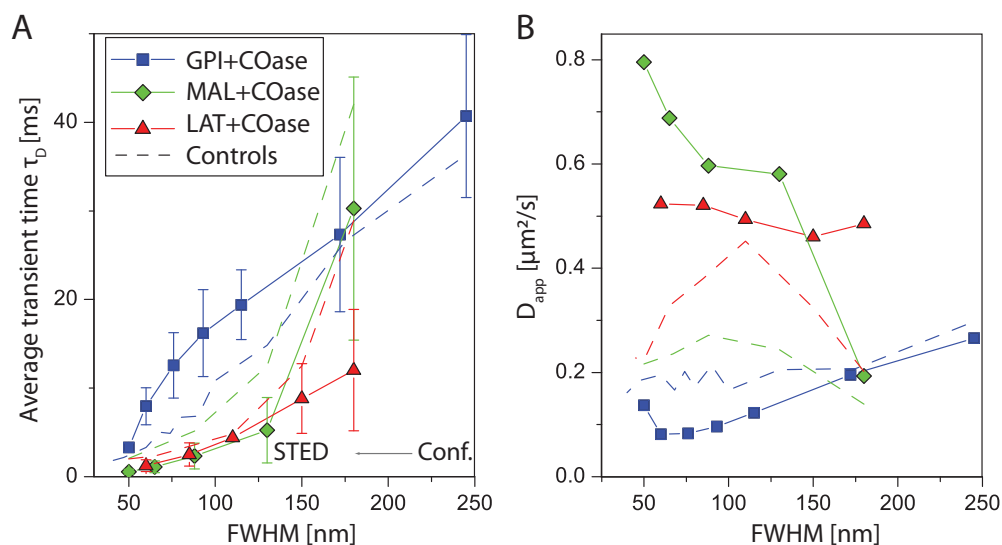 A
Average transient time τ_D [ms]
40
20
0
GPI+COase
MAL+COase
LAT+COase
Controls
STED
Conf.
50
100
150
200
250
FWHM [nm]
B
D_app [µm²/s]
0.8
0.6
0.4
0.2
0.0
50
100
150
200
250
FWHM [nm]